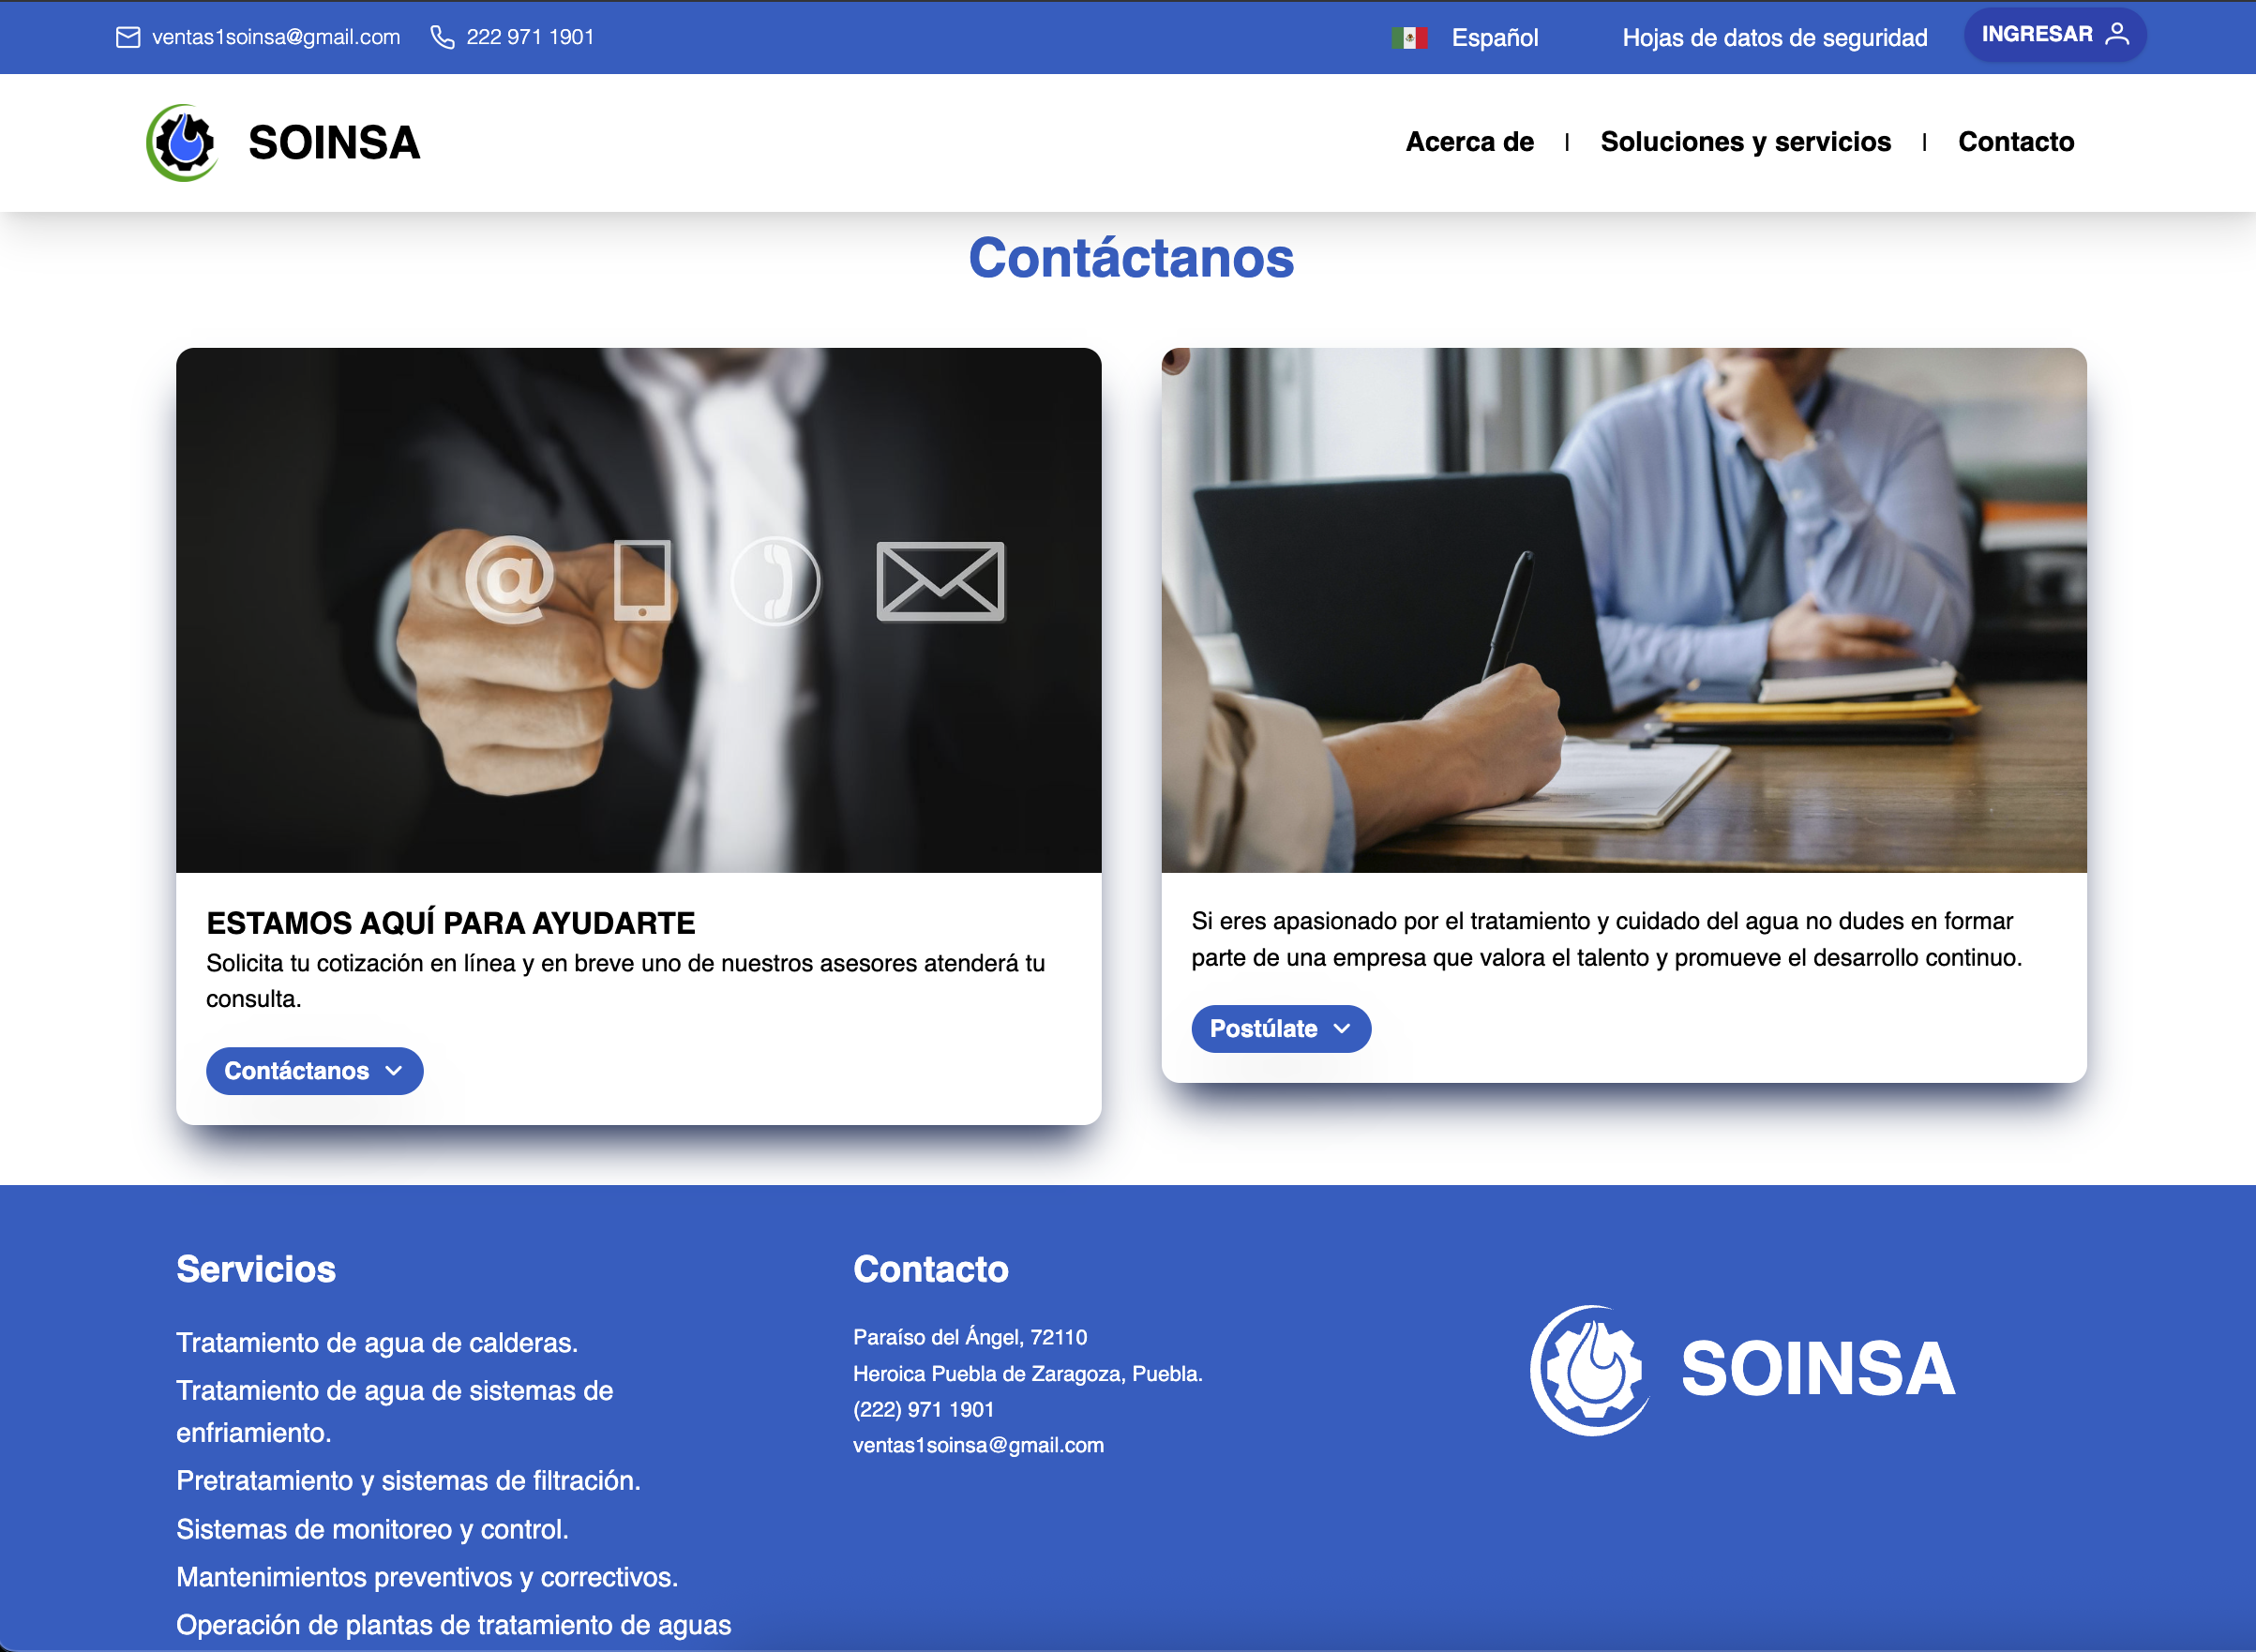 ventas1soinsa@gmail.com
222 971 1901
Español
Hojas de datos de seguridad
INGRESAR
SOINSA
Acerca de | Soluciones y servicios | Contacto
Contáctanos
@
ESTAMOS AQUÍ PARA AYUDARTE
Solicita tu cotización en línea y en breve uno de nuestros asesores atenderá tu
consulta.
Contáctanos
Si eres apasionado por el tratamiento y cuidado del agua no dudes en formar
parte de una empresa que valora el talento y promueve el desarrollo continuo.
Postúlate
Servicios
Tratamiento de agua de calderas.
Tratamiento de agua de sistemas de
enfriamiento.
Pretratamiento y sistemas de filtración.
Sistemas de monitoreo y control.
Mantenimientos preventivos y correctivos.
Operación de plantas de tratamiento de aguas
Contacto
Paraíso del Ángel, 72110
Heroica Puebla de Zaragoza, Puebla.
(222) 971 1901
ventas1soinsa@gmail.com
SOINSA